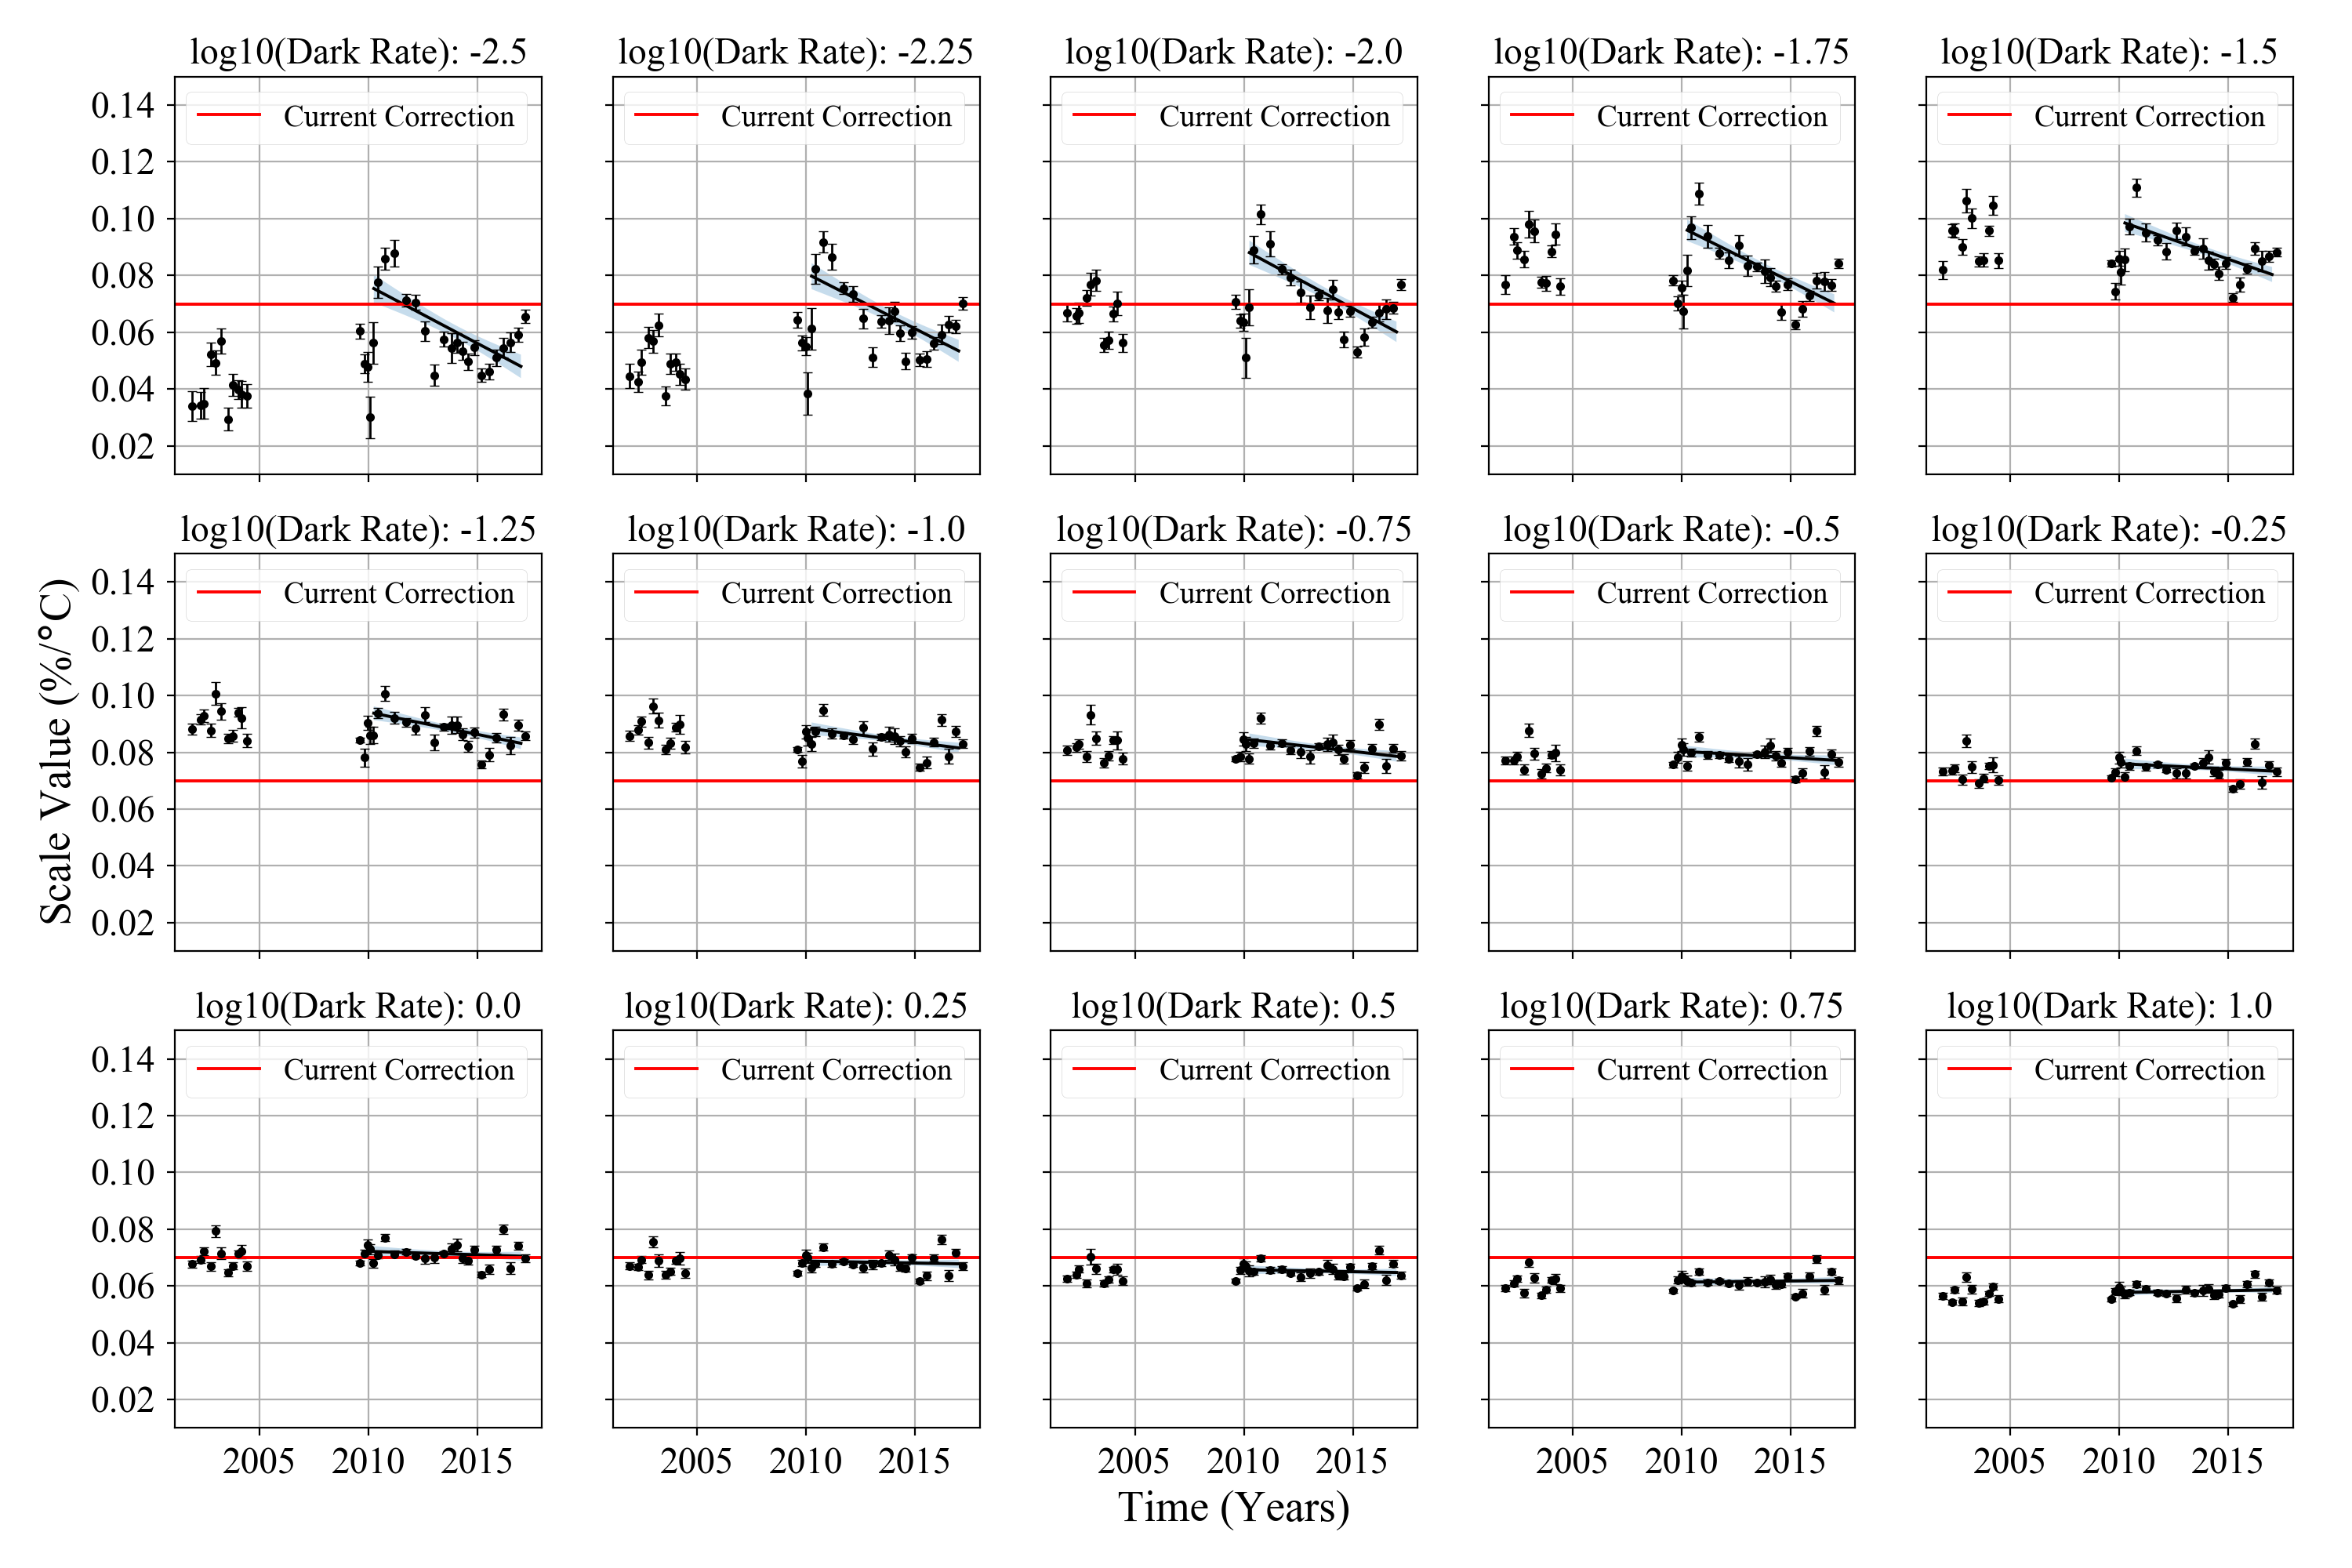 log10(Dark Rate): -2.5
log10(Dark Rate): -2.25
log10(Dark Rate): -2.0
log10(Dark Rate): -1.75
log10(Dark Rate): -1.5
0.14
0.12
0.10
0.08
0.06
0.04
0.02
Current Correction
Current Correction
Current Correction
Current Correction
Current Correction
log10(Dark Rate): -1.25
log10(Dark Rate): -1.0
log10(Dark Rate): -0.75
log10(Dark Rate): -0.5
log10(Dark Rate): -0.25
Scale Value (%/°C)
0.14
0.12
0.10
0.08
0.06
0.04
0.02
Current Correction
Current Correction
Current Correction
Current Correction
Current Correction
log10(Dark Rate): 0.0
log10(Dark Rate): 0.25
log10(Dark Rate): 0.5
log10(Dark Rate): 0.75
log10(Dark Rate): 1.0
0.14
0.12
0.10
0.08
0.06
0.04
0.02
Current Correction
Current Correction
Current Correction
Current Correction
Current Correction
2005 2010 2015
2005 2010 2015
2005 2010 2015
2005 2010 2015
2005 2010 2015
Time (Years)